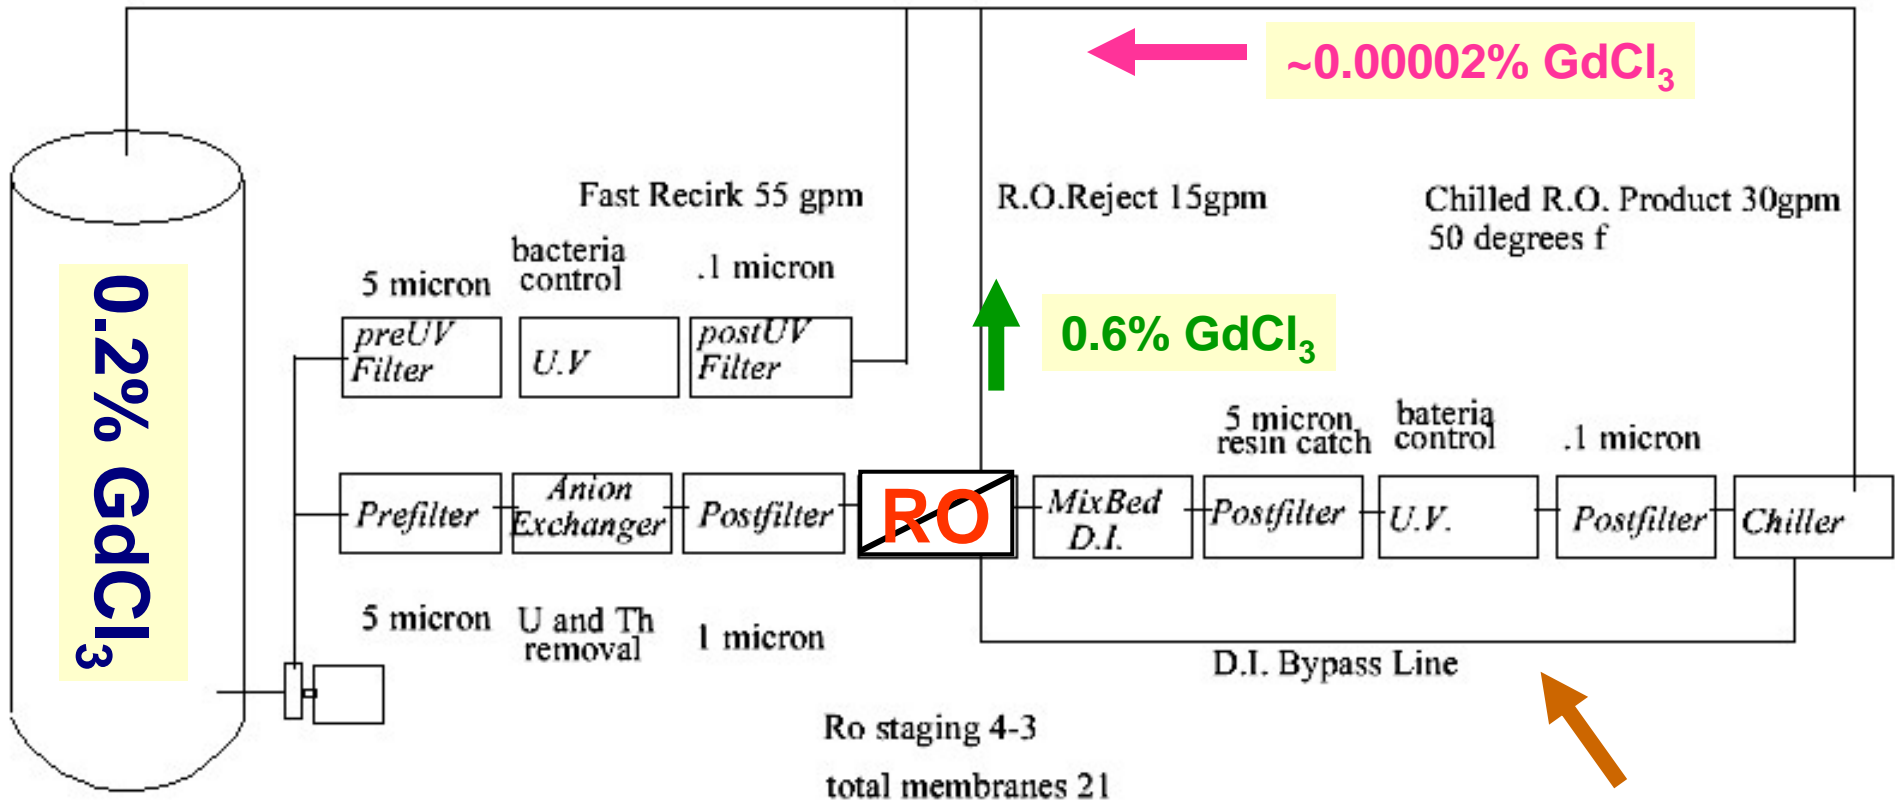 ~0.00002% GdCl3
Fast Recirk 55 gpm
R.O.Reject 15gpm
Chilled R.O. Product 30gpm
50 degrees f
0.2% GdCl3
5 micron
bacteria
control
.1 micron
preUV
Filter
U.V
postUV
Filter
0.6% GdCl3
5 micron
resin catch
bateria
control
.1 micron
Prefilter
Anion
Exchanger
Postfilter
RO
MixBed
D.I.
Postfilter
U.V.
Postfilter
Chiller
5 micron
U and Th
removal
1 micron
D.I. Bypass Line
Ro staging 4-3
total membranes 21